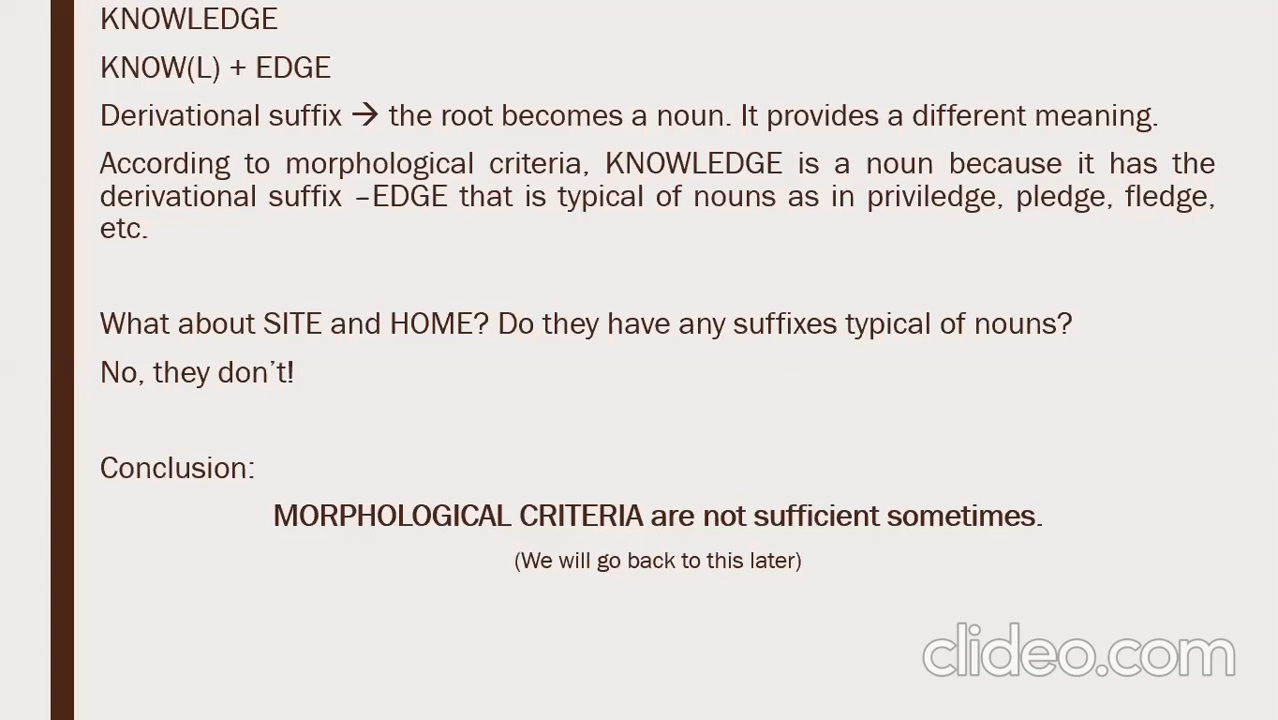 KNOWLEDGE
KNOW(L) + EDGE
Derivational suffix → the root becomes a noun. It provides a different meaning.
According to morphological criteria, KNOWLEDGE is a noun because it has the
derivational suffix –EDGE that is typical of nouns as in priviledge, pledge, fledge,
etc.
What about SITE and HOME? Do they have any suffixes typical of nouns?
No, they don't!
Conclusion:
MORPHOLOGICAL CRITERIA are not sufficient sometimes.
(We will go back to this later)
clideo.com